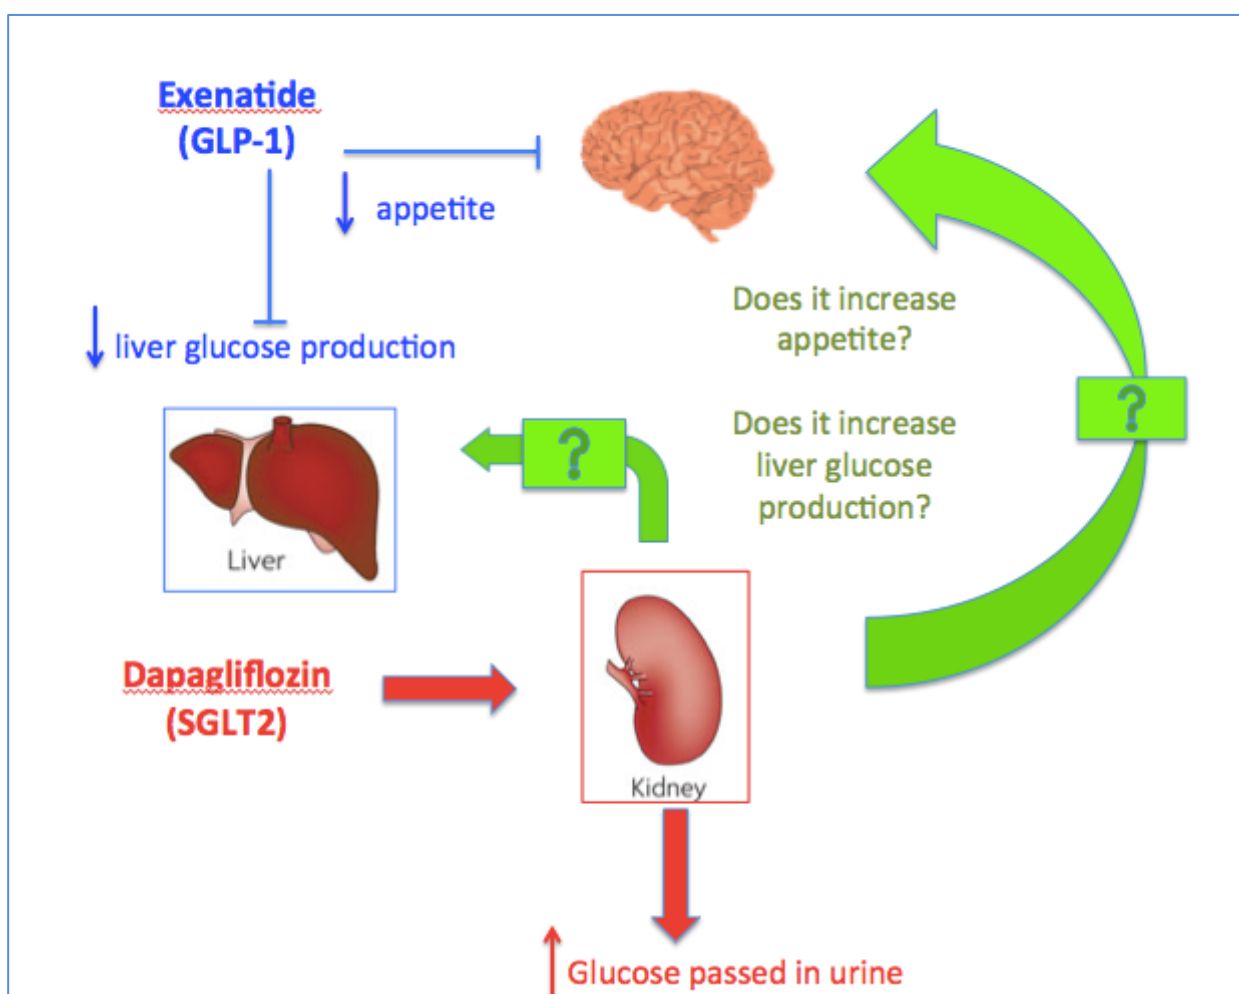 Exenatide
(GLP-1)
appetite
liver glucose production
Does it increase
appetite?
?
Does it increase
liver glucose
production?
?
Liver
Dapagliflozin
(SGLT2)
Kidney
Glucose passed in urine